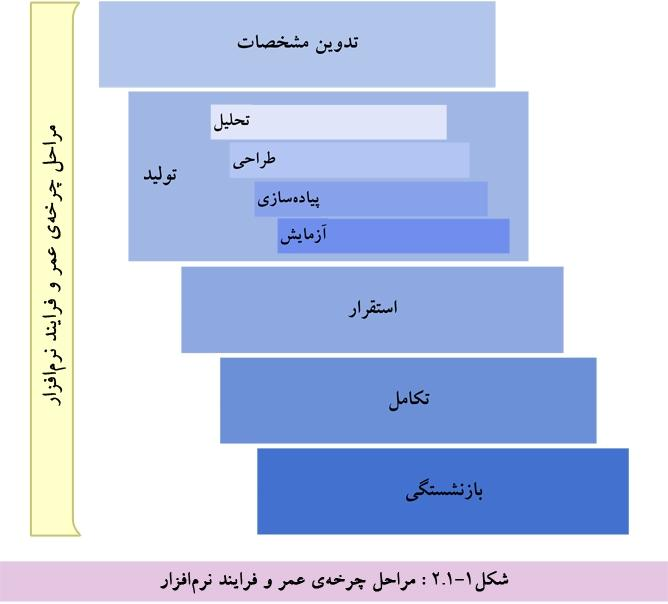 تدوین مشخصات
تولید
تحلیل
طراحی
پیاده‌سازی
آزمایش
استقرار
تکامل
بازنشستگی
مراحل چرخه‌ی عمر و فرایند نرم‌افزار
شکل۱-۲.۱ : مراحل چرخه‌ی عمر و فرایند نرم‌افزار